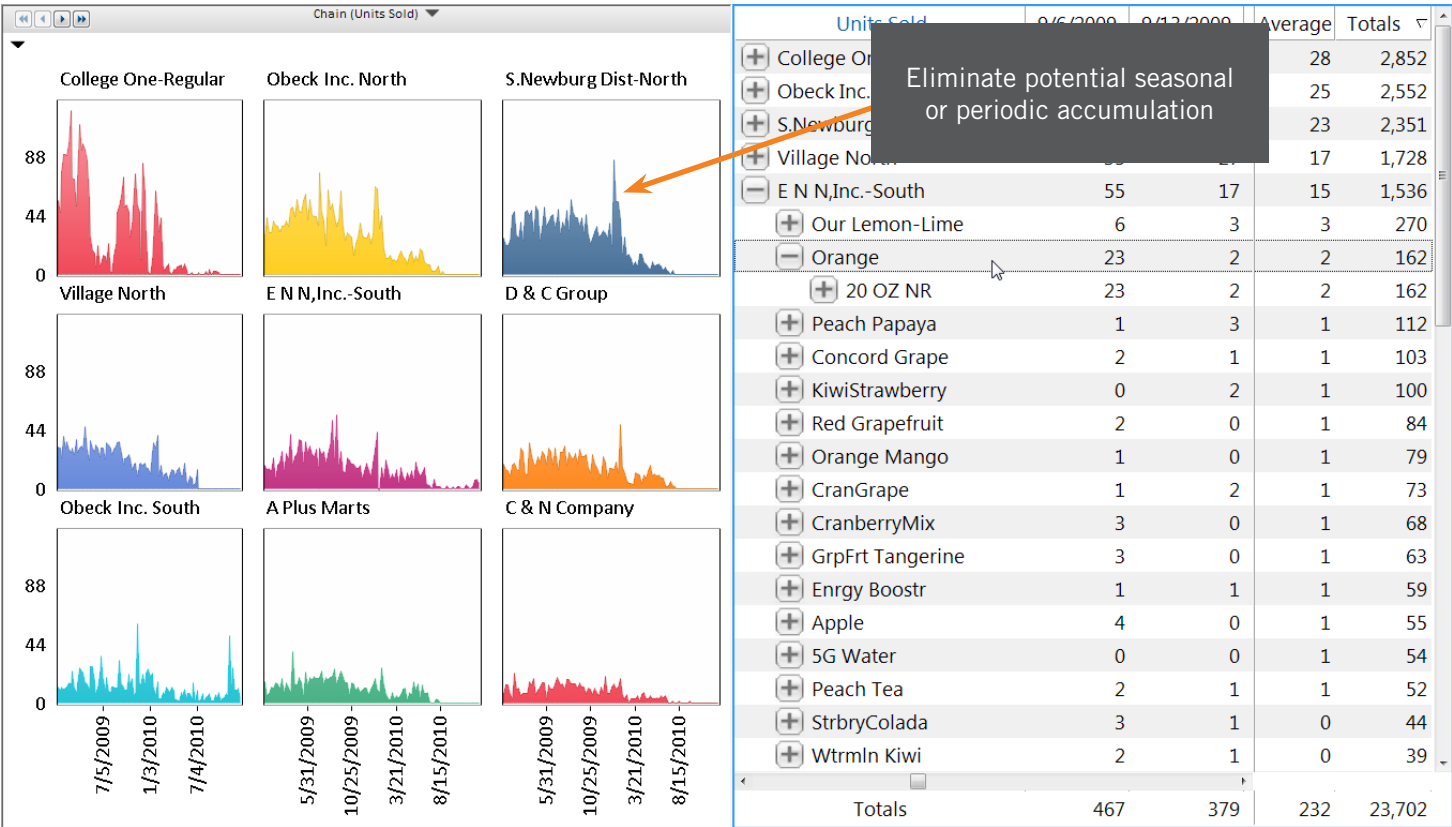 Chain (Units Sold)
College One-Regular
Obeck Inc. North
S.Newburg Dist-North
88
44
0
Village North
E N N,Inc.-South
D & C Group
88
44
0
Obeck Inc. South
A Plus Marts
C & N Company
88
44
0
7/5/2009
1/3/2010
7/4/2010
5/31/2009
10/25/2009
3/21/2010
8/15/2010
5/31/2009
10/25/2009
3/21/2010
8/15/2010
Units Sold 9/6/2009 9/13/2009 Average Totals
Eliminate potential seasonal
or periodic accumulation
College 28 2,852
Obeck Inc. 25 2,552
S.Newburg 23 2,351
Village North 17 1,728
E N N,Inc.-South 55 17 15 1,536
Our Lemon-Lime 6 3 3 270
Orange 23 2 2 162
20 OZ NR 23 2 2 162
Peach Papaya 1 3 1 112
Concord Grape 2 1 1 103
KiwiStrawberry 0 2 1 100
Red Grapefruit 2 0 1 84
Orange Mango 1 0 1 79
CranGrape 1 2 1 73
CranberryMix 3 0 1 68
GrpFrt Tangerine 3 0 1 63
Enrgy Boostr 1 1 1 59
Apple 4 0 1 55
5G Water 0 0 1 54
Peach Tea 2 1 1 52
StrbryColada 3 1 0 44
Wtrmln Kiwi 2 1 0 39
Totals 467 379 232 23,702